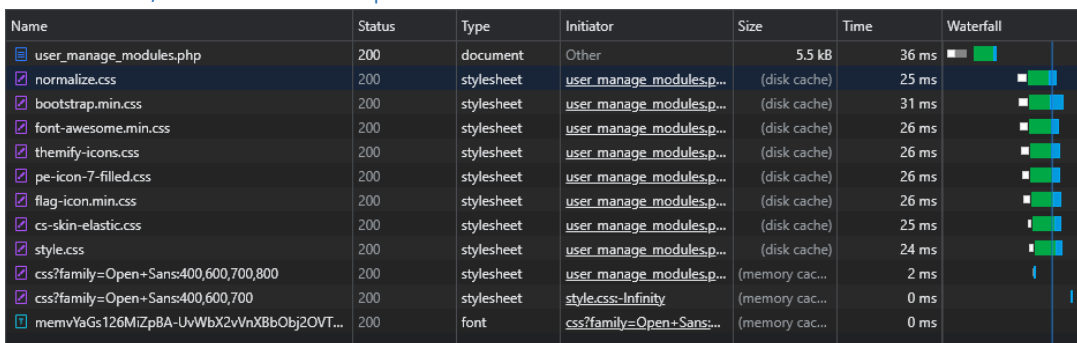 Name Status Type Initiator Size Time Waterfall
user_manage_modules.php 200 document Other 5.5 kB 36 ms
normalize.css 200 stylesheet user_manage_modules.p... (disk cache) 25 ms
bootstrap.min.css 200 stylesheet user_manage_modules.p... (disk cache) 31 ms
font-awesome.min.css 200 stylesheet user_manage_modules.p... (disk cache) 26 ms
themify-icons.css 200 stylesheet user_manage_modules.p... (disk cache) 26 ms
pe-icon-7-filled.css 200 stylesheet user_manage_modules.p... (disk cache) 26 ms
flag-icon.min.css 200 stylesheet user_manage_modules.p... (disk cache) 26 ms
cs-skin-elastic.css 200 stylesheet user_manage_modules.p... (disk cache) 25 ms
style.css 200 stylesheet user_manage_modules.p... (disk cache) 24 ms
css?family=Open+Sans:400,600,700,800 200 stylesheet user_manage_modules.p... (memory cac... 2 ms
css?family=Open+Sans:400,600,700 200 stylesheet style.css:-Infinity (memory cac... 0 ms
memvYaGs126MiZpBA-UvWbX2vVnXBbObj2OVT... 200 font css?family=Open+Sans:... (memory cac... 0 ms